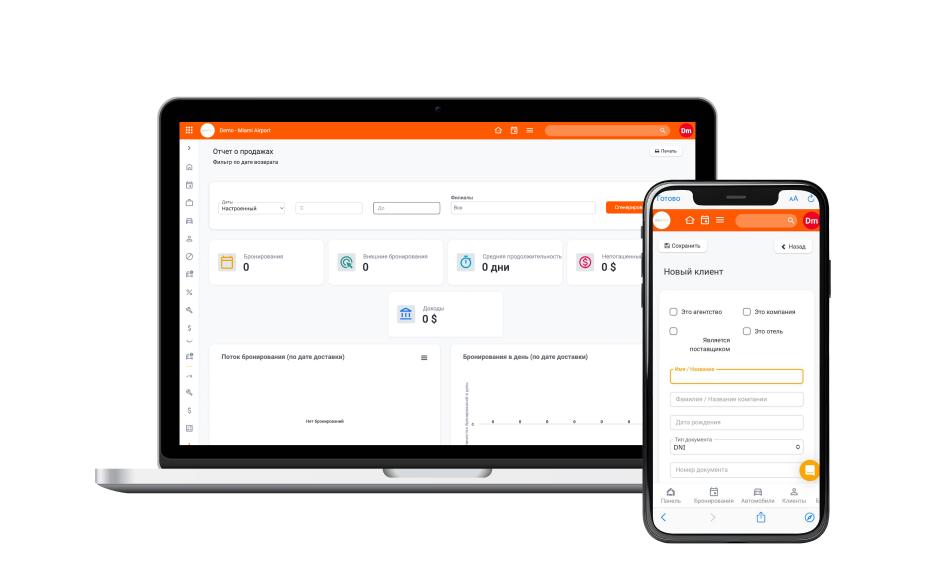 Demo - Miami Airport
Dm
Отчет о продажах
Фильтр по дате возврата
Печать
Даты
Настроенный
С
До
Филиалы
Все
Бронирования
0
Внешние бронирования
0
Средняя продолжительность
0 дни
0 $
Доходы
0 $
Поток бронирования (по дате доставки)
Нет бронирований
Бронирования в день (по дате доставки)
0
0 0 0 0 0 0
Готово
AA
Dm
Сохранить
Назад
Новый клиент
Это агентство
Это компания
Является
поставщиком
Это отель
Имя / Название
Фамилия / Название компании
Дата рождения
Тип документа
DNI
Номер документа
Панель
Бронирования
Автомобили
Клиенты